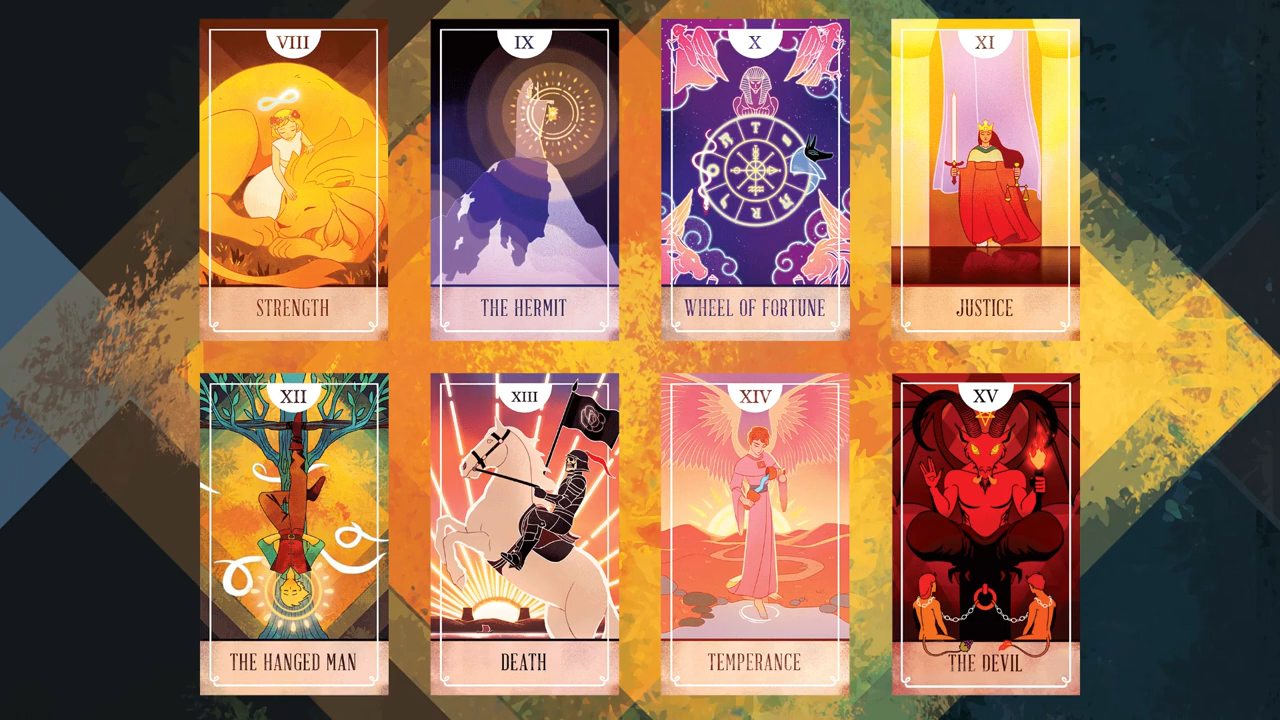 VIII
IX
X
XI
STRENGTH
THE HERMIT
WHEEL OF FORTUNE
JUSTICE
XII
XIII
XIV
XV
THE HANGED MAN
DEATH
TEMPERANCE
THE DEVIL